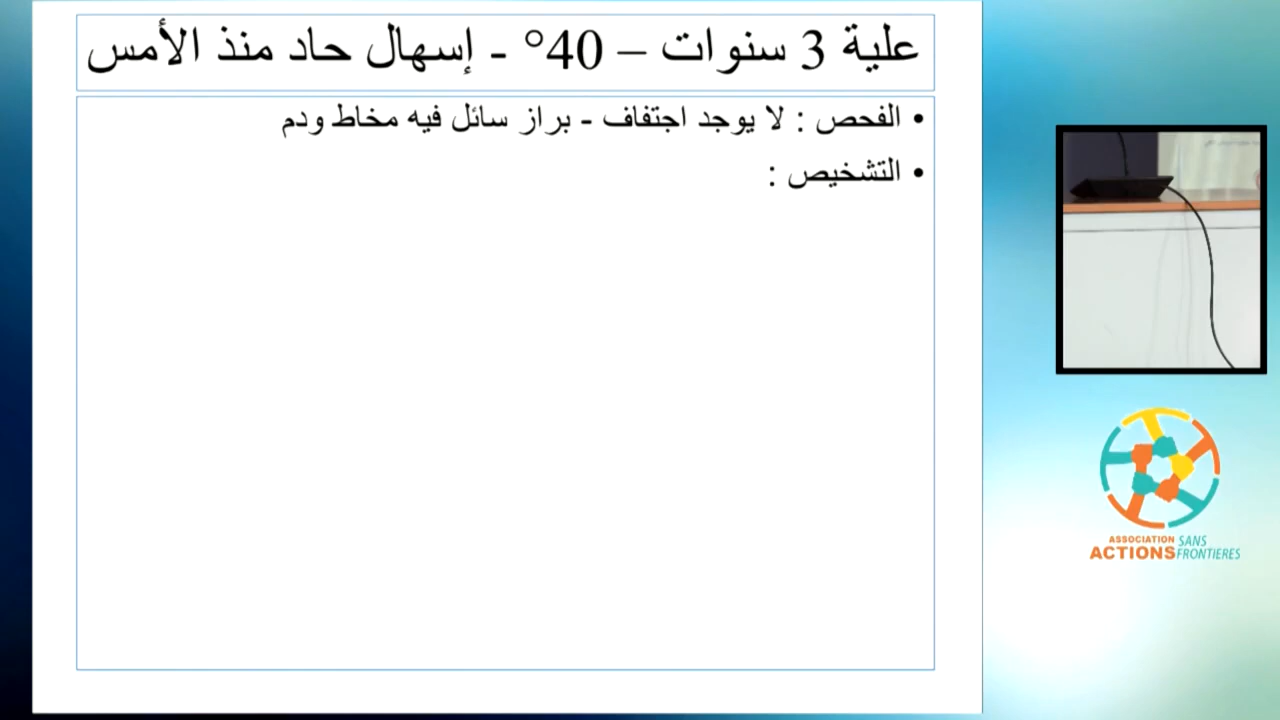 علية 3 سنوات – 40° - إسهال حاد منذ الأمس
• الفحص : لا يوجد اجتفاف - براز سائل فيه مخاط ودم
• التشخيص :
ASSOCIATION SANS
ACTIONS FRONTIERES